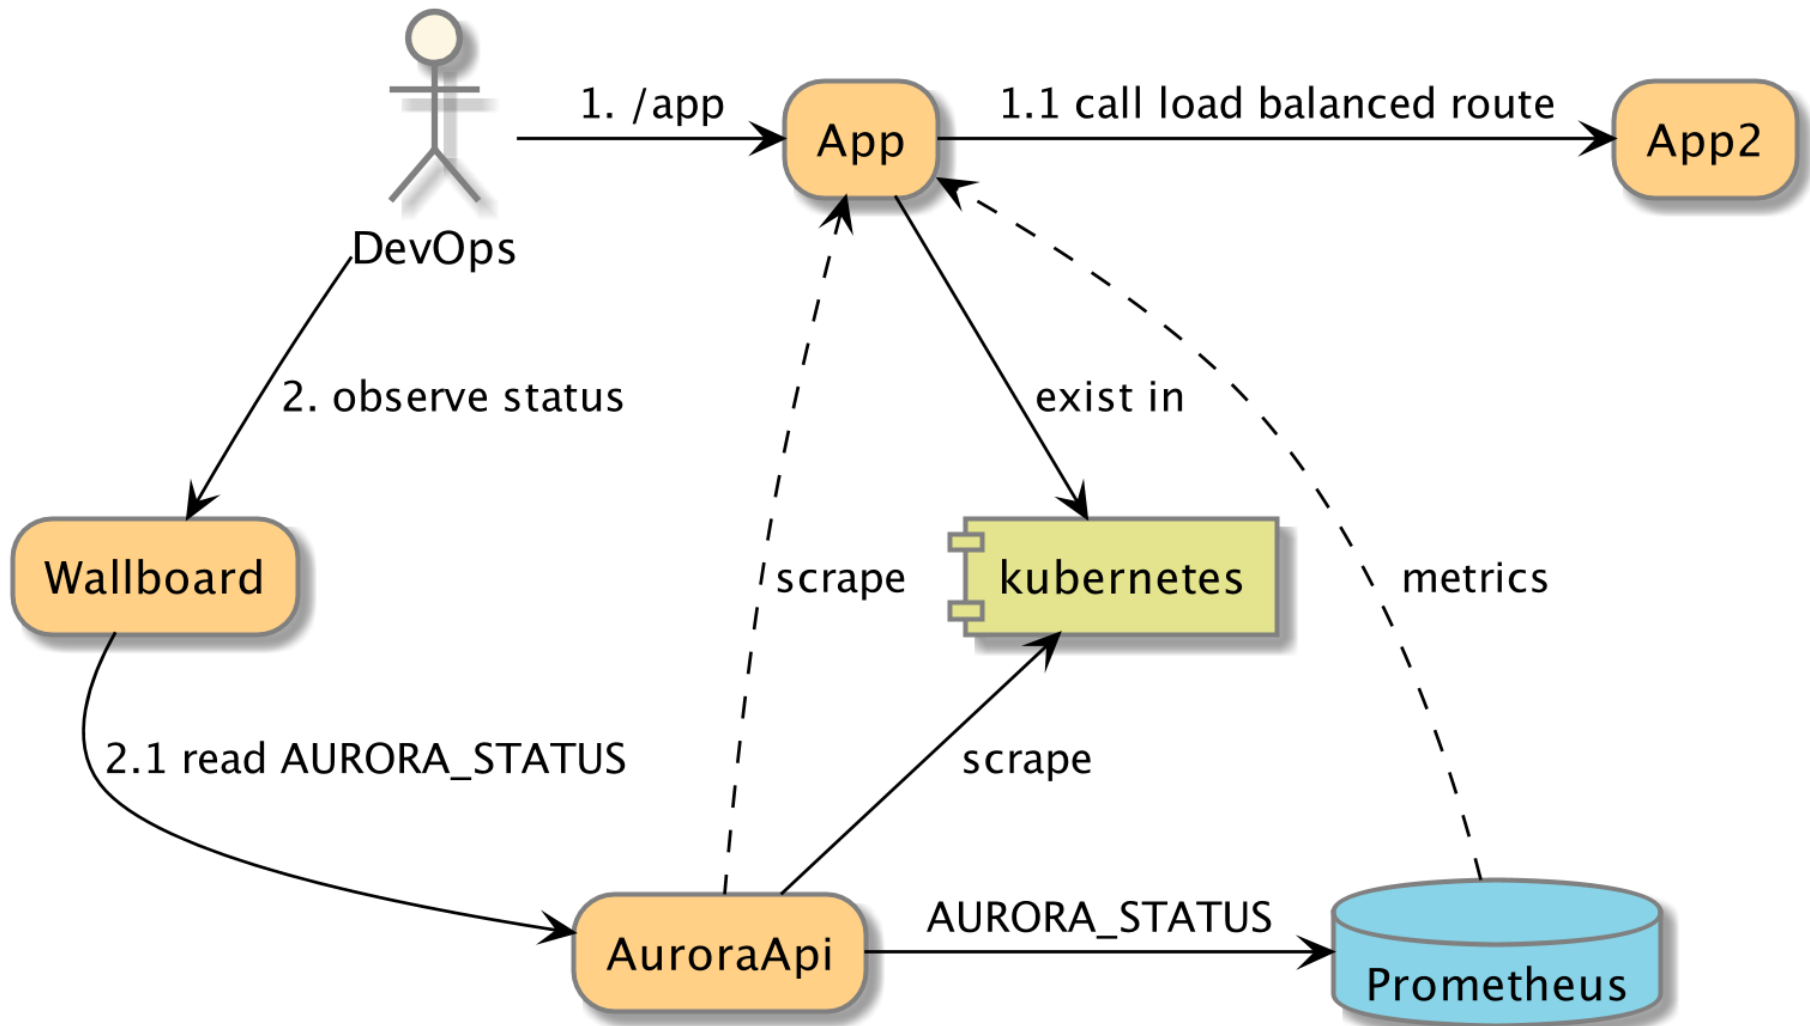 1. /app
1.1 call load balanced route
App
App2
DevOps
2. observe status
exist in
Wallboard
scrape
kubernetes
metrics
2.1 read AURORA_STATUS
scrape
AURORA_STATUS
AuroraApi
Prometheus